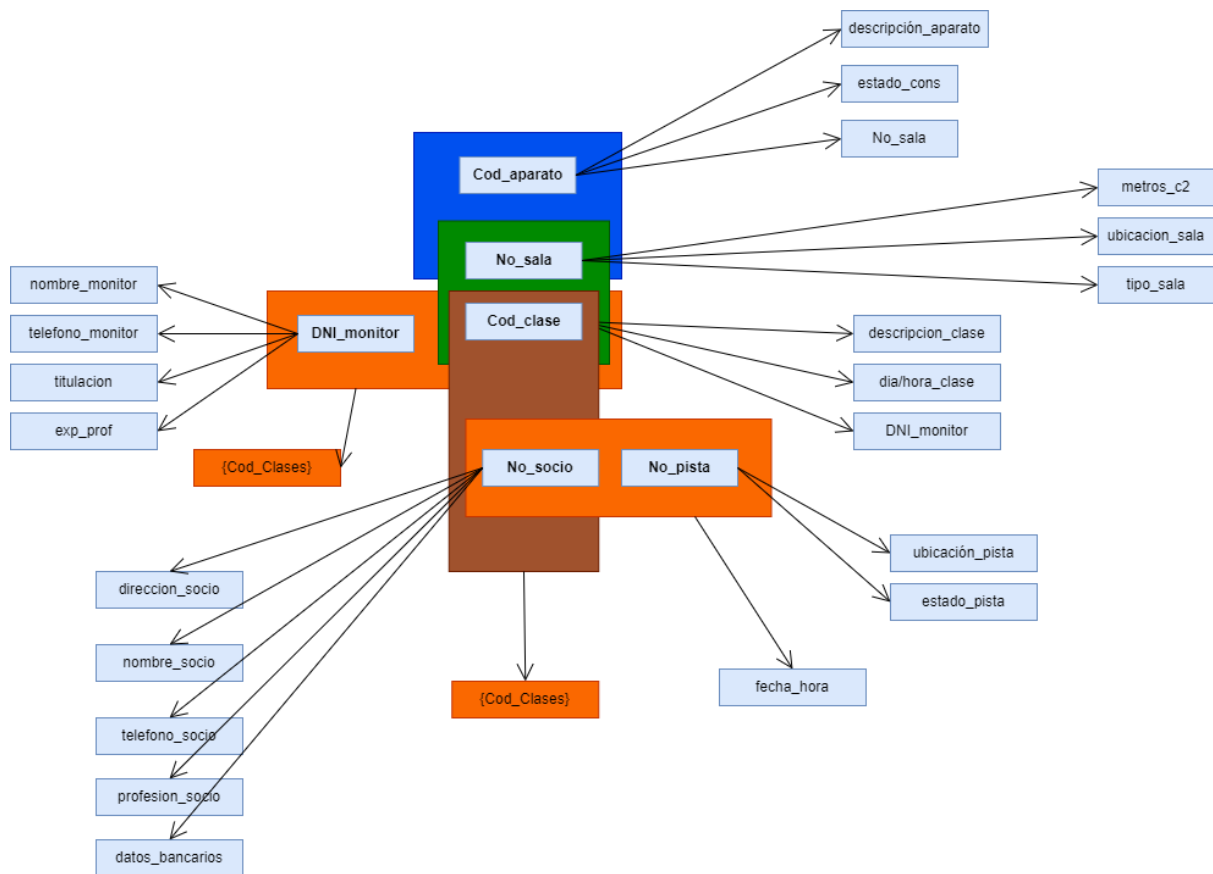 descripción_aparato
estado_cons
No_sala
Cod_aparato
metros_c2
ubicacion_sala
tipo_sala
No_sala
nombre_monitor
telefono_monitor
titulacion
exp_prof
DNI_monitor
Cod_clase
descripcion_clase
dia/hora_clase
DNI_monitor
{Cod_Clases}
No_socio
No_pista
ubicación_pista
estado_pista
direccion_socio
nombre_socio
telefono_socio
profesion_socio
datos_bancarios
{Cod_Clases}
fecha_hora